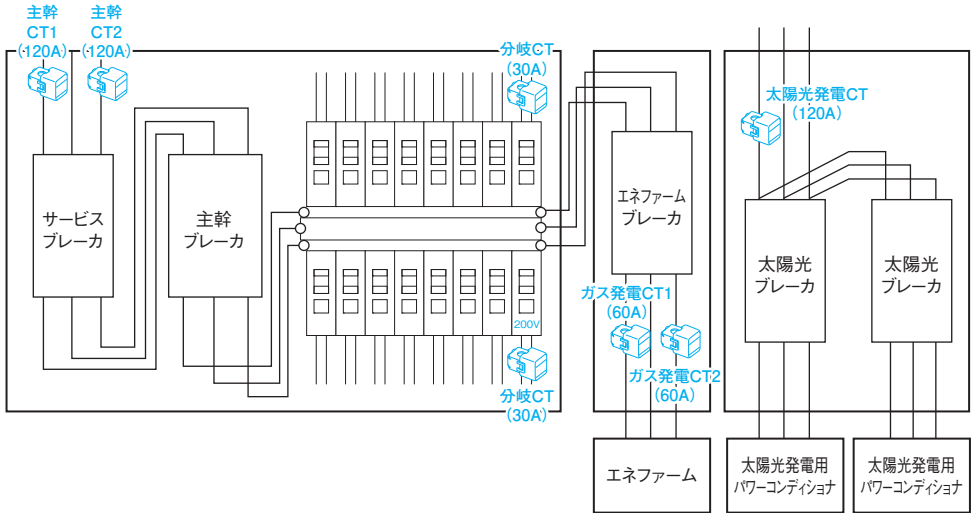 主幹
CT1
(120A)
主幹
CT2
(120A)
分岐CT
(30A)
太陽光発電CT
(120A)
サービス
ブレーカ
主幹
ブレーカ
エネファーム
ブレーカ
太陽光
ブレーカ
太陽光
ブレーカ
200V
ガス発電CT1
(60A)
ガス発電CT2
(60A)
分岐CT
(30A)
エネファーム
太陽光発電用
パワーコンディショナ
太陽光発電用
パワーコンディショナ